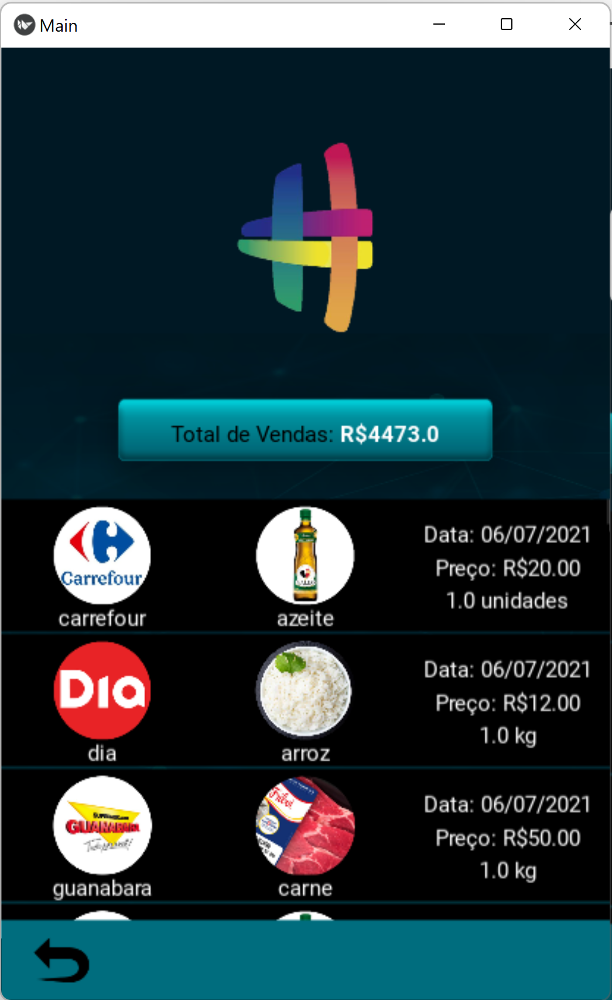 Main
Total de Vendas: R$4473.0
Carrefour
carrefour
azeite
Data: 06/07/2021
Preço: R$20.00
1.0 unidades
Dia
dia
arroz
Data: 06/07/2021
Preço: R$12.00
1.0 kg
GUANABARA
guanabara
Friboi
carne
Data: 06/07/2021
Preço: R$50.00
1.0 kg